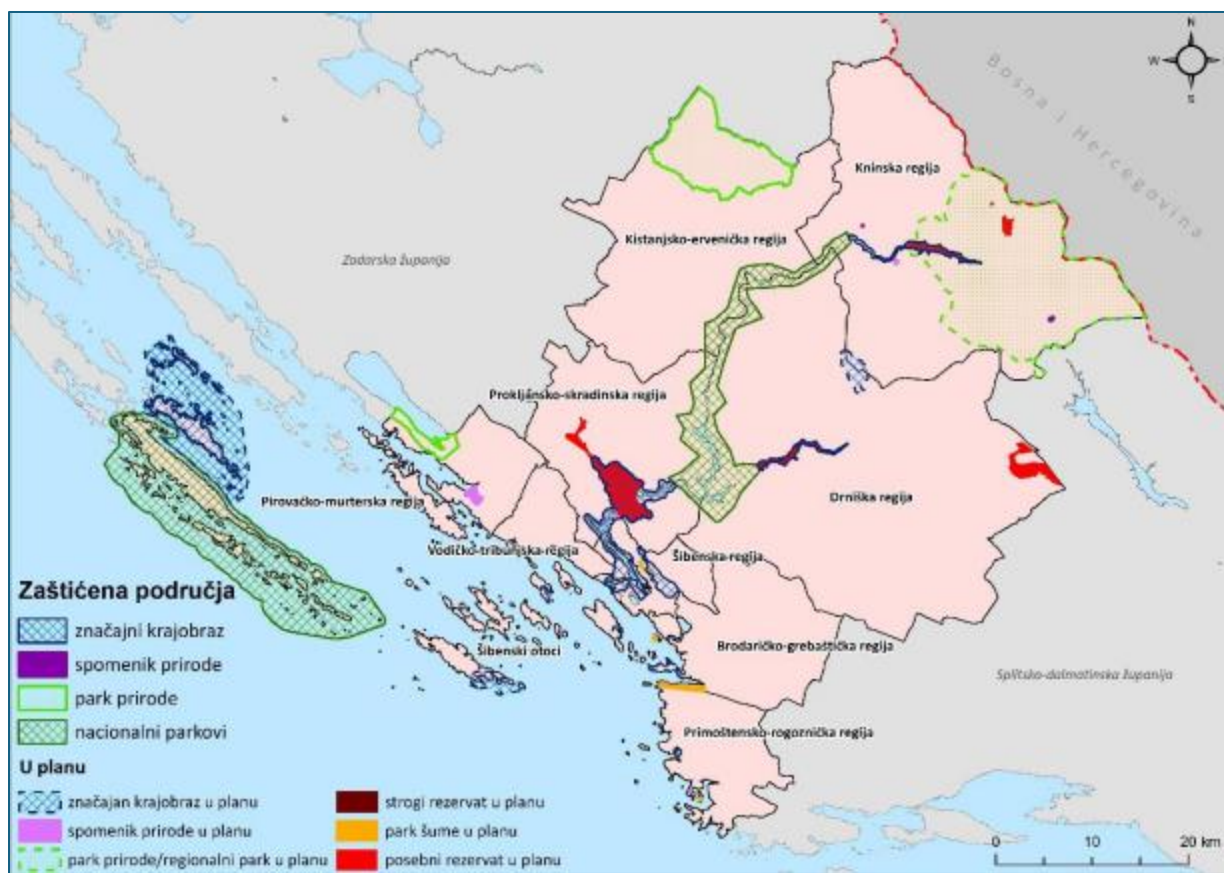 N
W
E
S
Bosna i Hercegovina
Kninska regija
Kistanjsko-ervenička regija
Zadarska županija
Prokljansko-skradinska regija
Pirovačko-murterska regija
Drniška regija
Vodičko-tribunjska-regija
Šibenska-regija
Šibenski otoci
Brodaričko-grebaštička regija
Splitsko-dalmatinska županija
Primoštensko-rogoznička regija
Zaštićena područja
značajni krajobraz
spomenik prirode
park prirode
nacionalni parkovi
U planu
značajan krajobraz u planu
spomenik prirode u planu
park prirode/regionalni park u planu
strogi rezervat u planu
park šume u planu
posebni rezervat u planu
0 10 20 km